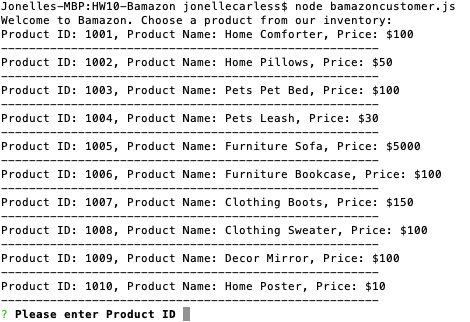 Jonelles-MBP:HW10-Bamazon jonellecarless$ node bamazoncustomer.js
Welcome to Bamazon. Choose a product from our inventory:
Product ID: 1001, Product Name: Home Comforter, Price: $100
------------------------------------------------------
Product ID: 1002, Product Name: Home Pillows, Price: $50
------------------------------------------------------
Product ID: 1003, Product Name: Pets Pet Bed, Price: $100
------------------------------------------------------
Product ID: 1004, Product Name: Pets Leash, Price: $30
------------------------------------------------------
Product ID: 1005, Product Name: Furniture Sofa, Price: $5000
------------------------------------------------------
Product ID: 1006, Product Name: Furniture Bookcase, Price: $100
------------------------------------------------------
Product ID: 1007, Product Name: Clothing Boots, Price: $150
------------------------------------------------------
Product ID: 1008, Product Name: Clothing Sweater, Price: $100
------------------------------------------------------
Product ID: 1009, Product Name: Decor Mirror, Price: $100
------------------------------------------------------
Product ID: 1010, Product Name: Home Poster, Price: $10
------------------------------------------------------
? Please enter Product ID